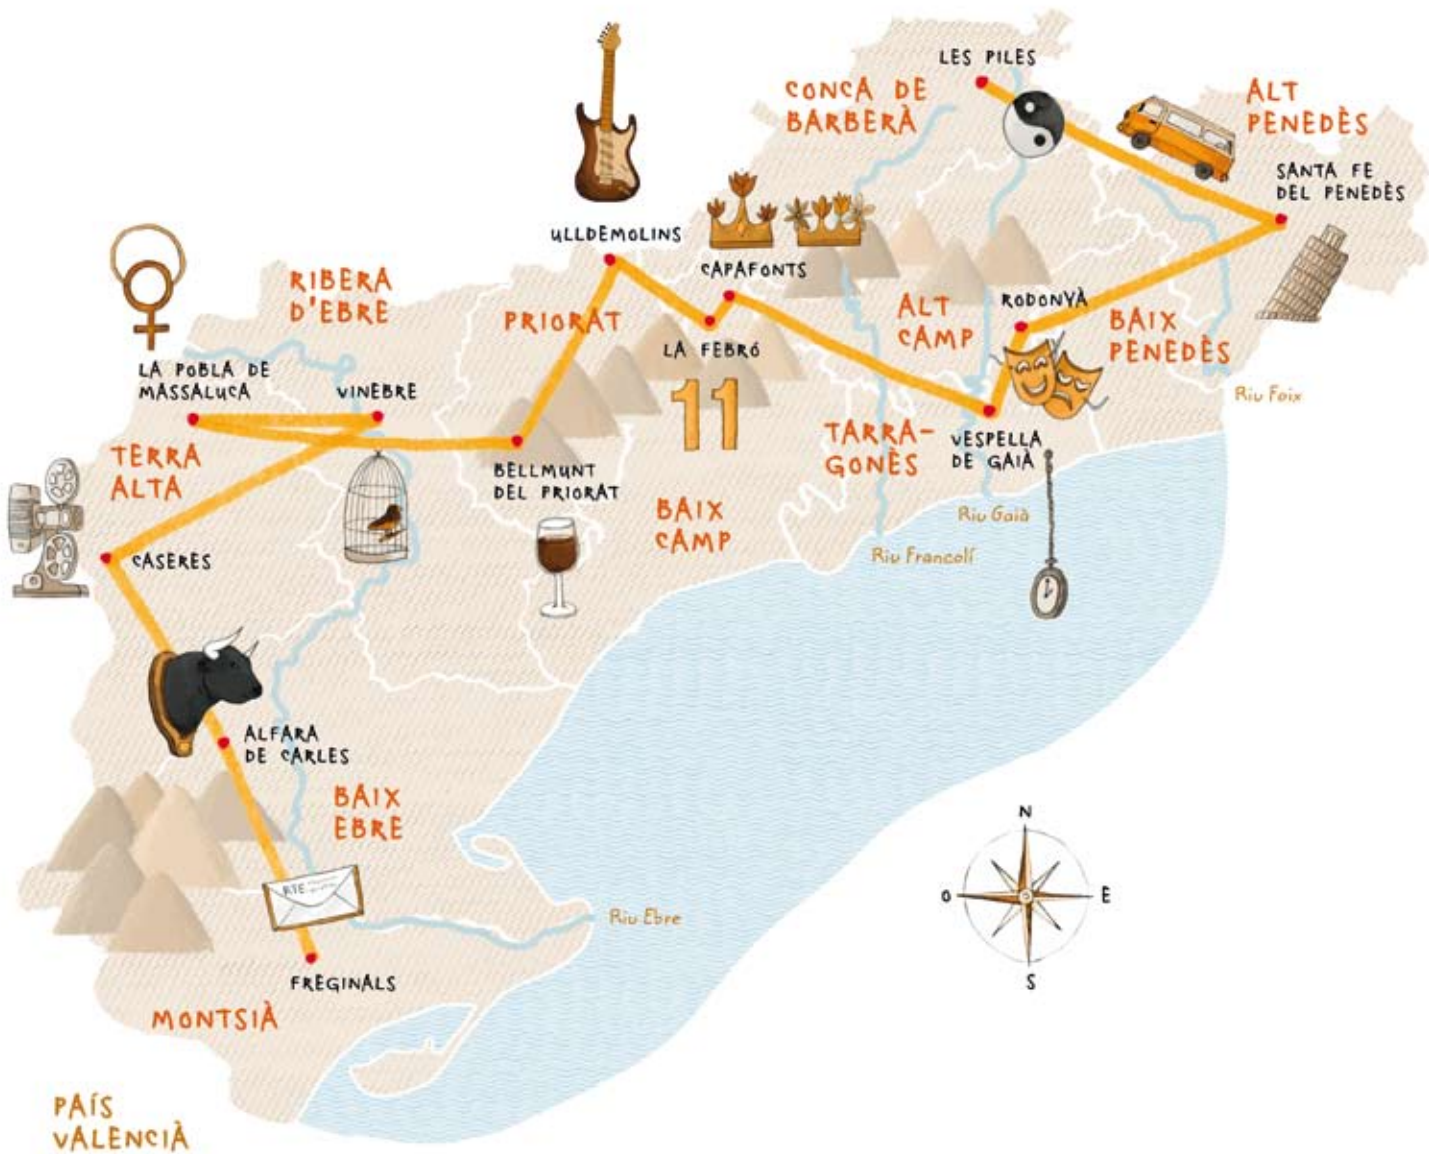 LES PILES
CONCA DE
BARBERÀ
ALT
PENEDÈS
SANTA FE
DEL PENEDÈS
ULLDEMOLINS
CAPAFONTS
RIBERA
D'EBRE
PRIORAT
LA FEBRÓ
11
ALT
CAMP
RODONYÀ
BAIX
PENEDÈS
Riu Foix
LA POBLA DE
MASSALUCA
VINEBRE
TERRA
ALTA
BELLMUNT
DEL PRIORAT
TARRA-
GONÈS
VESPELLA
DE GAIÀ
BAIX
CAMP
Riu Gaià
Riu Francolí
CASERES
ALFARA
DE CARLES
BAIX
EBRE
RTE
Riu Ebre
FREGINALS
MONTSIÀ
N
O
E
S
PAÍS
VALENCIÀ